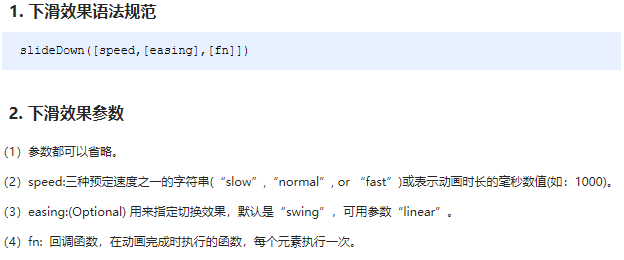 1. 下滑效果语法规范
slideDown([speed,[easing],[fn]])
2. 下滑效果参数
（1）参数都可以省略。
（2）speed:三种预定速度之一的字符串(“slow”,“normal”, or “fast”)或表示动画时长的毫秒数值(如：1000)。
（3）easing:(Optional) 用来指定切换效果，默认是“swing”，可用参数“linear”。
（4）fn: 回调函数，在动画完成时执行的函数，每个元素执行一次。